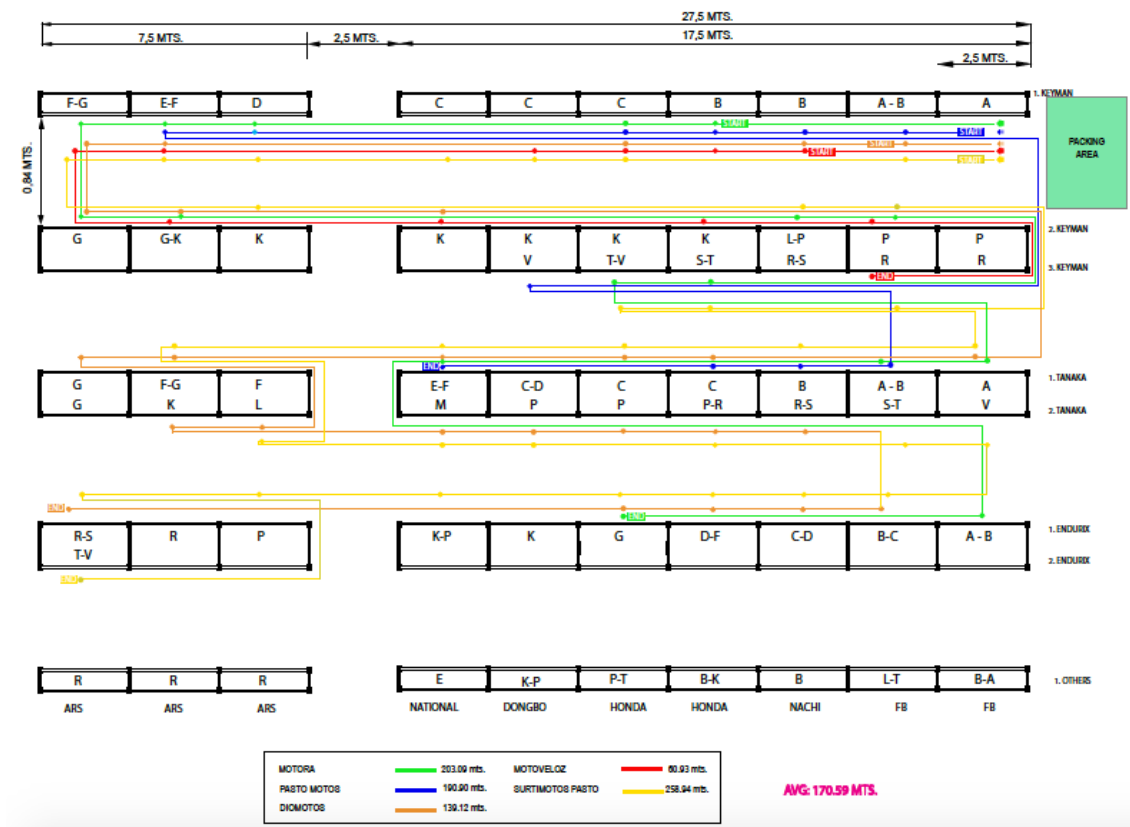 27,5 MTS.
7,5 MTS. 2,5 MTS. 17,5 MTS.
2,5 MTS.
1. KEYMAN
F-G E-F D C C C B B A - B A
START
START
START
START
START
PACKING
AREA
0,84 MTS.
G G-K K K K K K L-P P P
2. KEYMAN
V T-V S-T R-S R R
3. KEYMAN
END
END
G F-G F E-F C-D C C B A - B A
1. TANAKA
G K L M P P P-R R-S S-T V
2. TANAKA
END
END
R-S R P K-P K G D-F C-D B-C A - B
1. ENDURIX
T-V
2. ENDURIX
END
R R R E K-P P-T B-K B L-T B-A
1. OTHERS
ARS ARS ARS NATIONAL DONGBO HONDA HONDA NACHI FB FB
MOTORA 203.09 mts. MOTOVELOZ 60.93 mts.
PASTO MOTOS 190.90 mts. SURTIMOTOS PASTO 258.94 mts.
DIOMOTOS 139.12 mts.
AVG: 170.59 MTS.